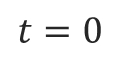 t = 0